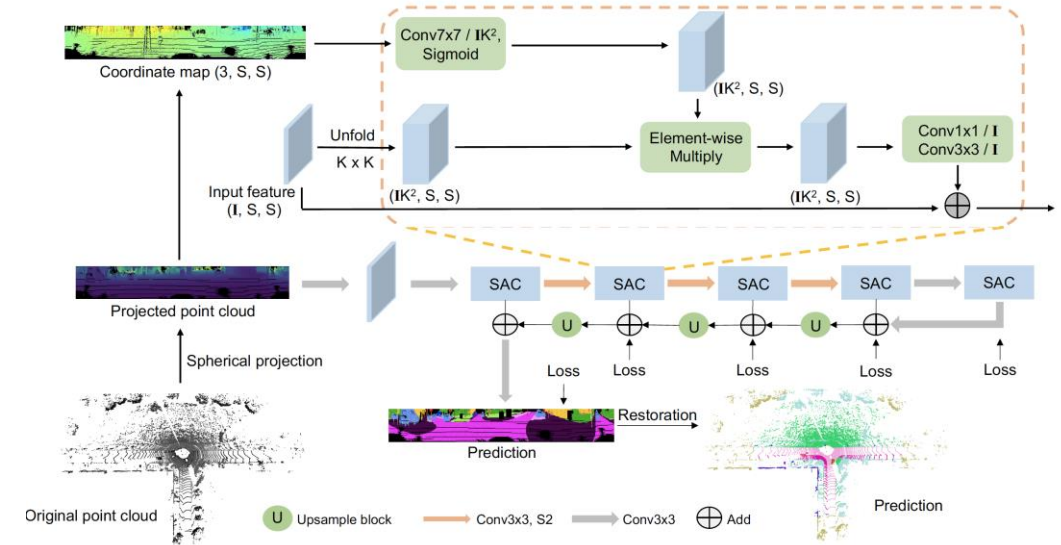 Conv7x7 / IK²,
Sigmoid
Coordinate map (3, S, S)
(IK², S, S)
Unfold
K x K
Element-wise
Multiply
Conv1x1 / I
Conv3x3 / I
Input feature
(I, S, S)
(IK², S, S)
(IK², S, S)
SAC
SAC
SAC
SAC
SAC
Projected point cloud
U
U
U
Spherical projection
Loss
Loss
Loss
Loss
Loss
Restoration
Prediction
Prediction
Original point cloud
U
Upsample block
Conv3x3, S2
Conv3x3
Add